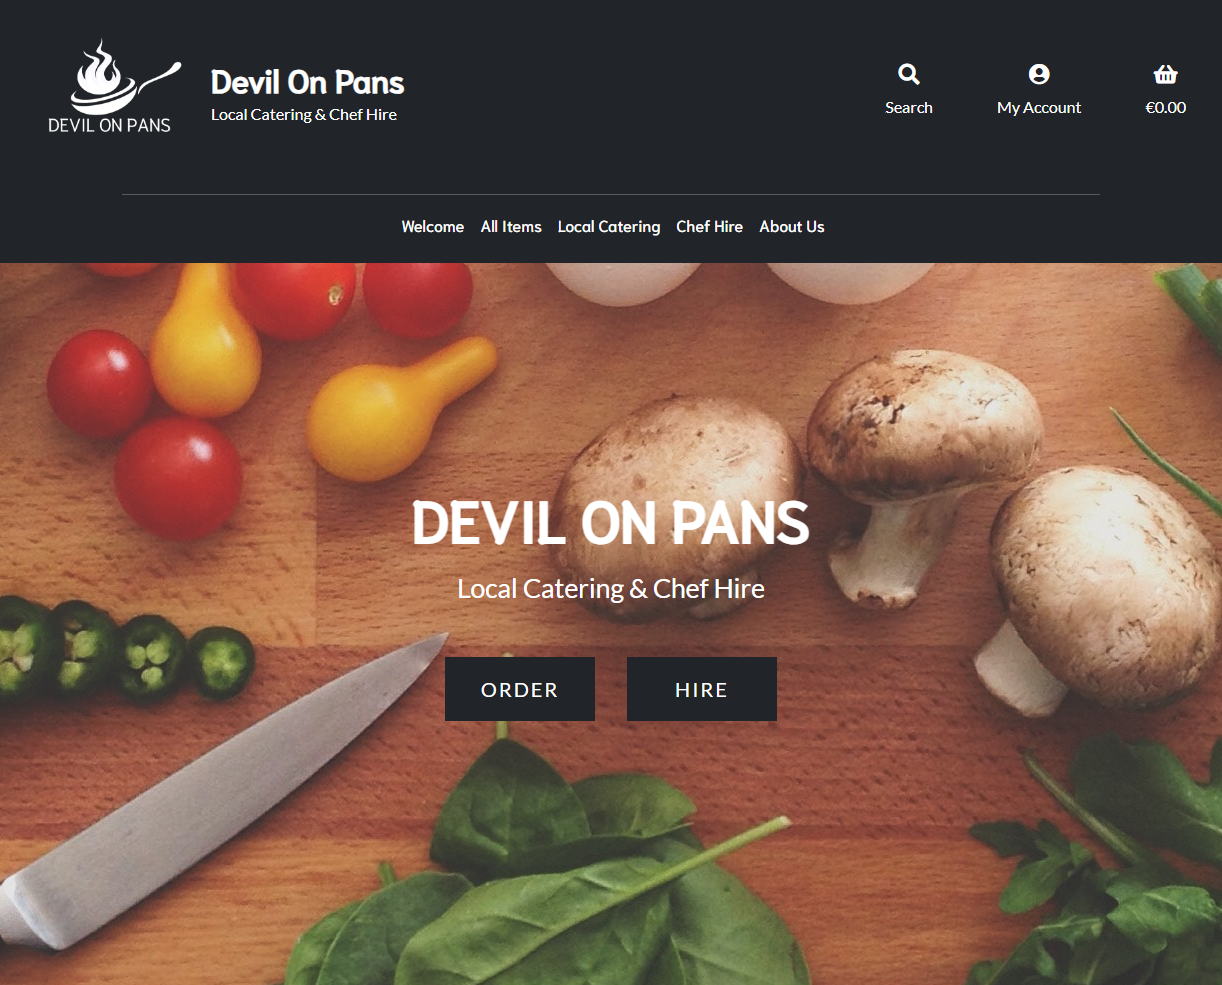 DEVIL ON PANS
Devil On Pans
Local Catering & Chef Hire
Search
My Account
€0.00
Welcome
All Items
Local Catering
Chef Hire
About Us
DEVIL ON PANS
Local Catering & Chef Hire
ORDER
HIRE